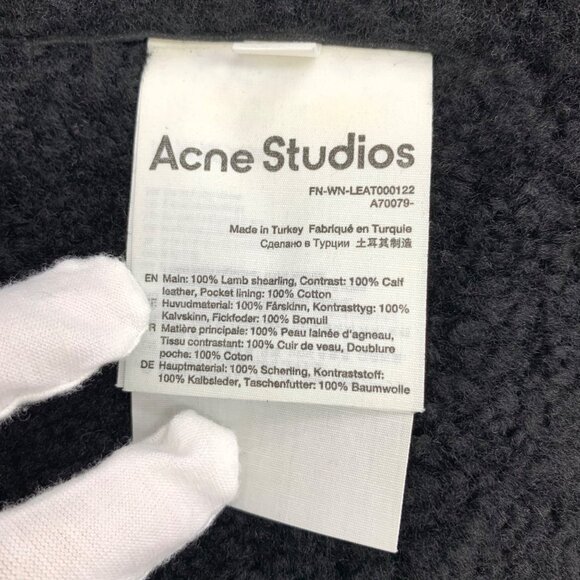 Acne Studios
FN-WN-LEAT000122
A70079-
Made in Turkey Fabriqué en Turquie
Сделано в Турции 土耳其制造
EN Main: 100% Lamb shearling, Contrast: 100% Calf
leather, Pocket lining: 100% Cotton
Huvudmaterial: 100% Fårskinn, Kontrasttyg: 100%
Kalvskinn, Fickfoder: 100% Bomull
Matière principale: 100% Peau lainée d'agneau,
Tissu contrastant: 100% Cuir de veau, Doublure
poche: 100% Coton
DE Hauptmaterial: 100% Scherling, Kontraststoff:
100% Kalbsleder, Taschenfutter: 100% Baumwolle